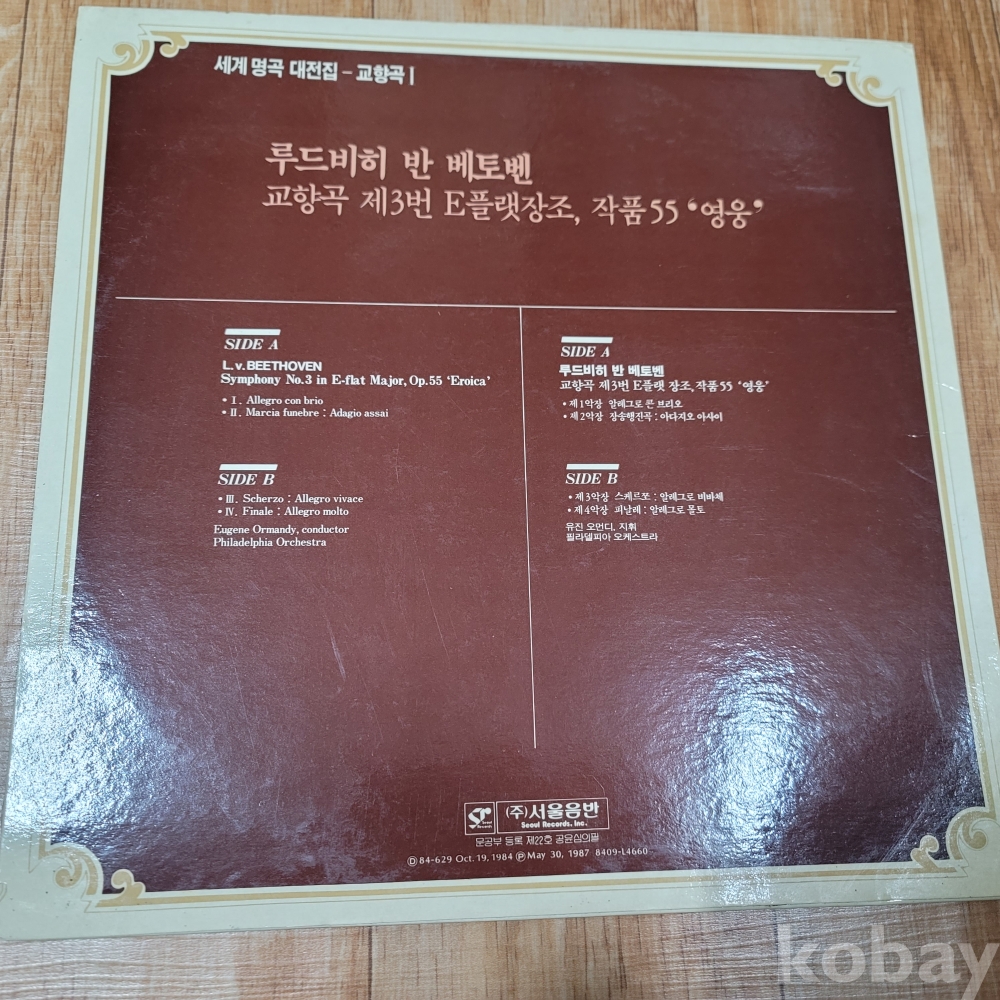 세계 명곡 대전집 - 교향곡 I
루드비히 반 베토벤
교향곡 제3번 E플랫장조, 작품 55 ‘영웅’
SIDE A
L.v.BEETHOVEN
Symphony No.3 in E-flat Major, Op.55 ‘Eroica’
• I. Allegro con brio
• II. Marcia funebre : Adagio assai
SIDE B
• III. Scherzo : Allegro vivace
• IV. Finale : Allegro molto
Eugene Ormandy, conductor
Philadelphia Orchestra
SIDE A
루드비히 반 베토벤
교향곡 제3번 E플랫 장조, 작품 55 ‘영웅’
• 제1악장 알레그로 콘 브리오
• 제2악장 장송행진곡 : 아다지오 아사이
SIDE B
• 제3악장 스케르쪼 : 알레그로 비바체
• 제4악장 피날레 : 알레그로 몰토
유진 오먼디, 지휘
필라델피아 오케스트라
Seoul Records
(주)서울음반
Seoul Records, Inc.
문공부 등록 제22호 공윤심의필
Ⓓ 84-629 Oct. 19, 1984 Ⓟ May 30, 1987 8409-L4660
kobay